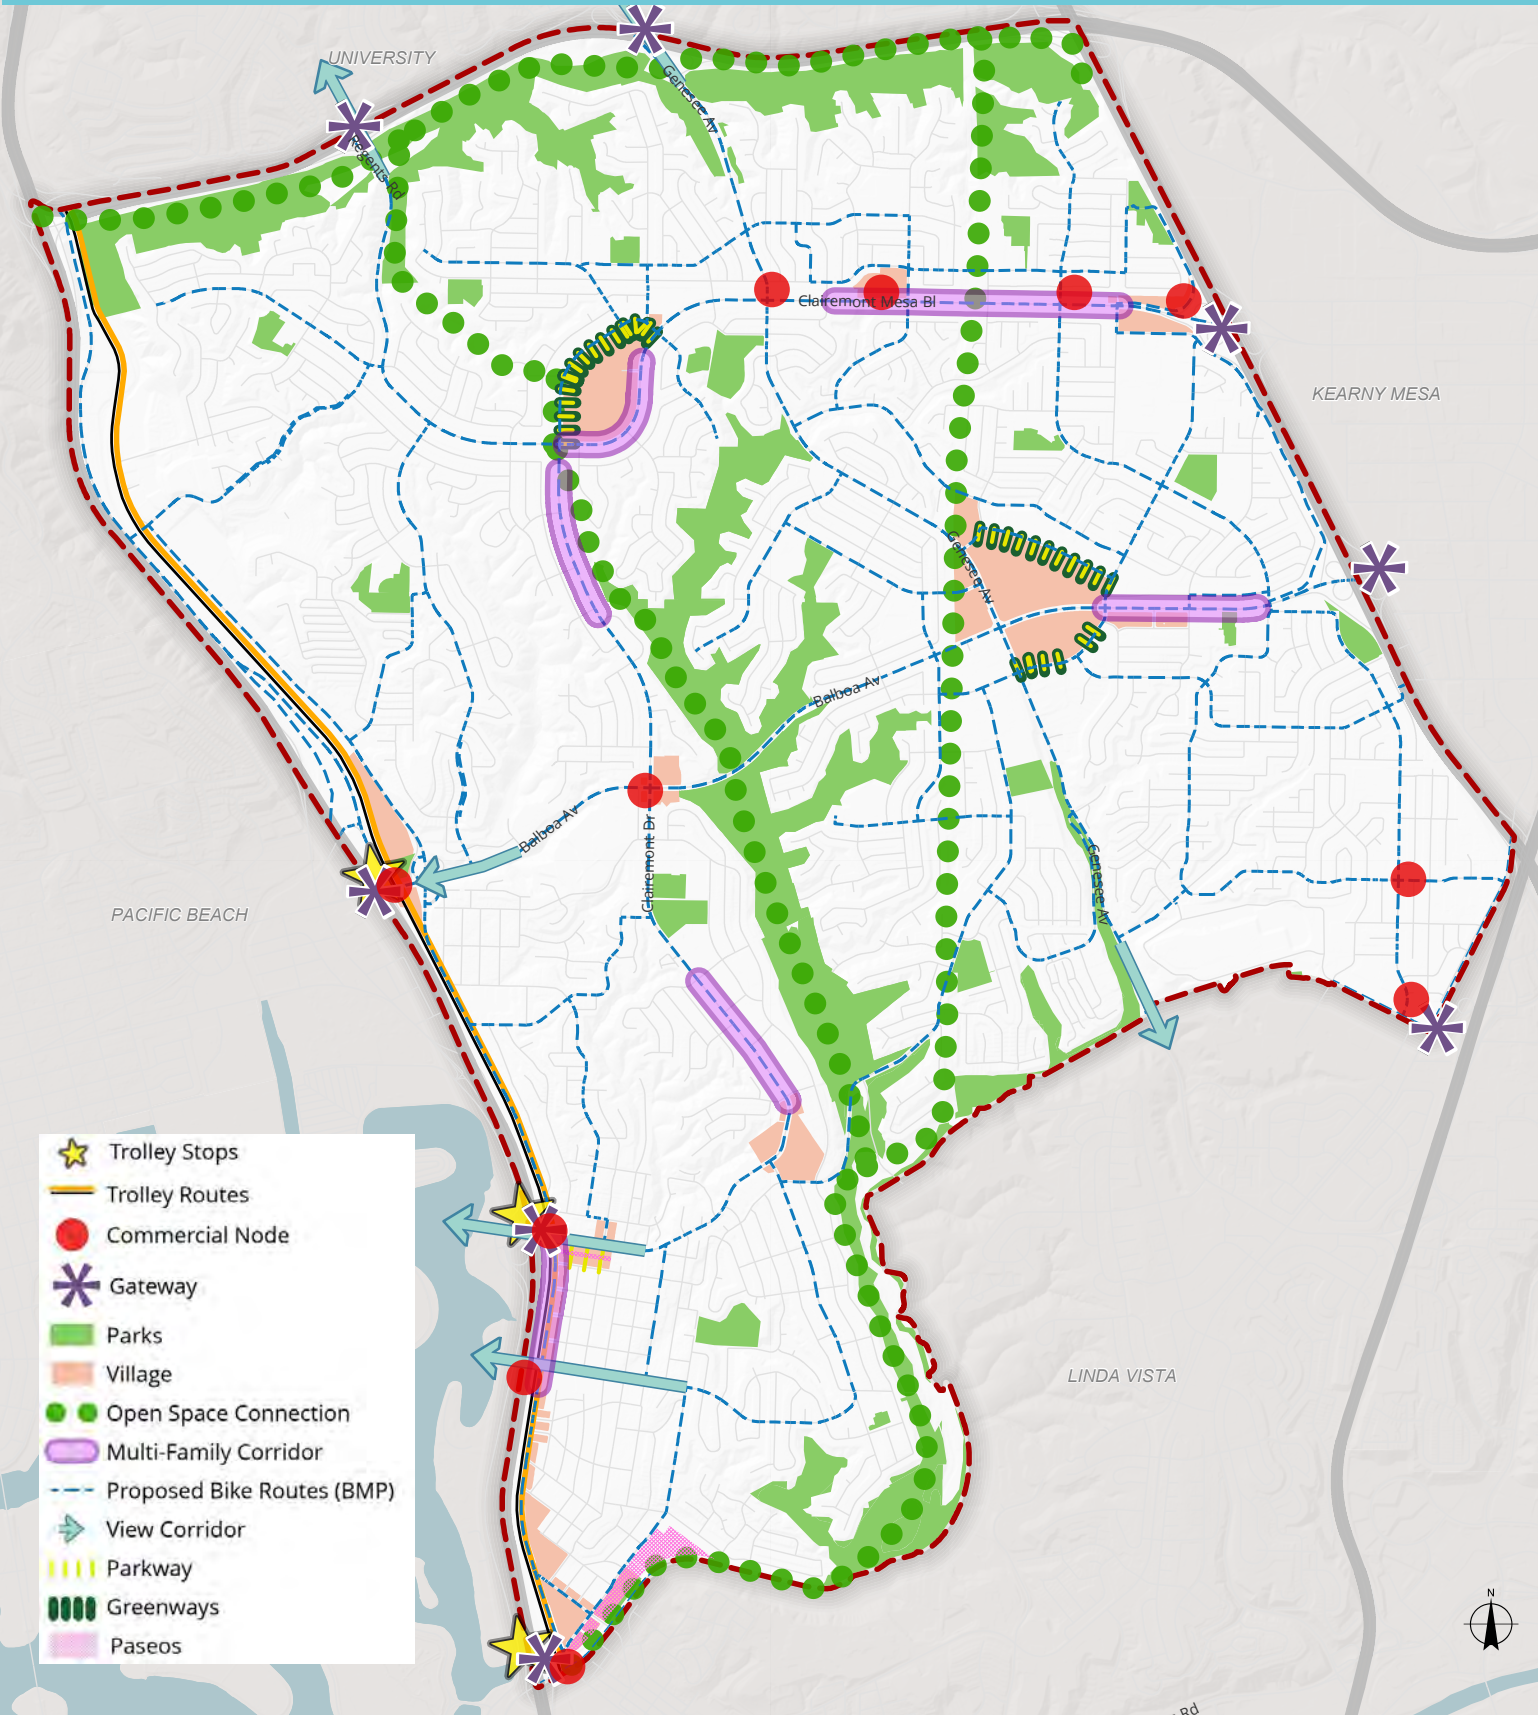 UNIVERSITY
Genesee Av
Regents Rd
Clairemont Mesa Bl
KEARNY MESA
Genesee Av
Balboa Av
Balboa Av
Clairemont Dr
Genesee Av
PACIFIC BEACH
LINDA VISTA
Trolley Stops
Trolley Routes
Commercial Node
Gateway
Parks
Village
Open Space Connection
Multi-Family Corridor
Proposed Bike Routes (BMP)
View Corridor
Parkway
Greenways
Paseos
N
Rd